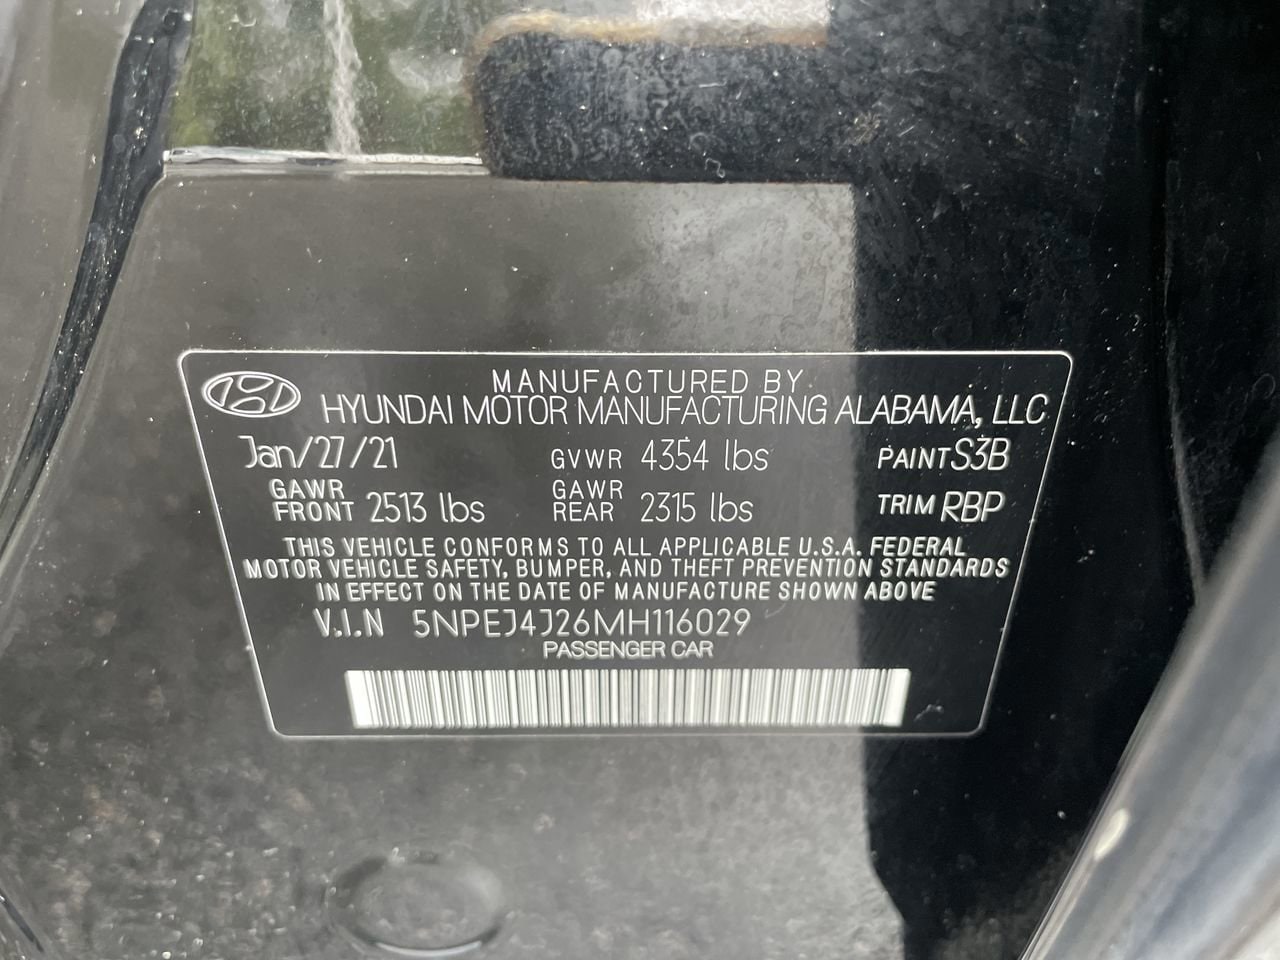 MANUFACTURED BY
HYUNDAI MOTOR MANUFACTURING ALABAMA, LLC
Jan/27/21 GVWR 4354 lbs PAINT S3B
GAWR FRONT 2513 lbs GAWR REAR 2315 lbs TRIM RBP
THIS VEHICLE CONFORMS TO ALL APPLICABLE U.S.A. FEDERAL
MOTOR VEHICLE SAFETY, BUMPER, AND THEFT PREVENTION STANDARDS
IN EFFECT ON THE DATE OF MANUFACTURE SHOWN ABOVE
V.I.N 5NPEJ4J26MH116029
PASSENGER CAR